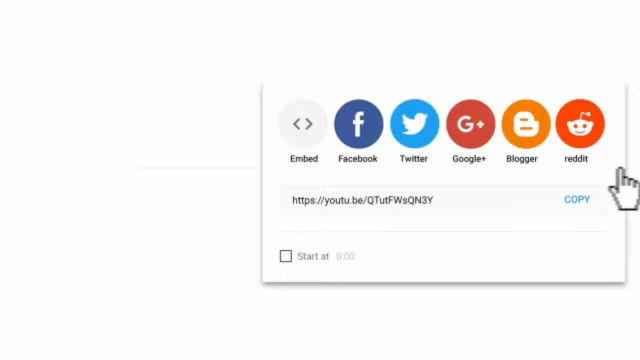 Embed Facebook Twitter Google+ Blogger reddit
https://youtu.be/QTutFWsQN3Y COPY
Start at 0:00